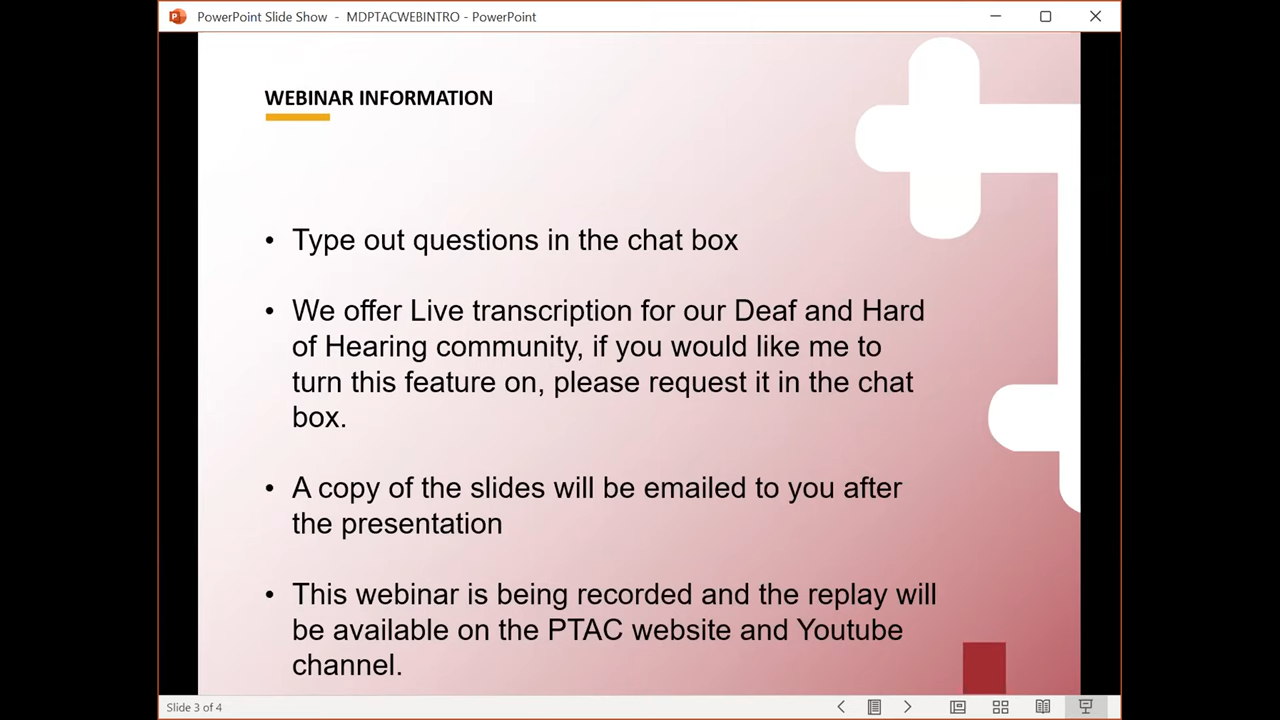 PowerPoint Slide Show - MDPTACWEBINTRO - PowerPoint
WEBINAR INFORMATION
• Type out questions in the chat box
• We offer Live transcription for our Deaf and Hard
of Hearing community, if you would like me to
turn this feature on, please request it in the chat
box.
• A copy of the slides will be emailed to you after
the presentation
• This webinar is being recorded and the replay will
be available on the PTAC website and Youtube
channel.
Slide 3 of 4